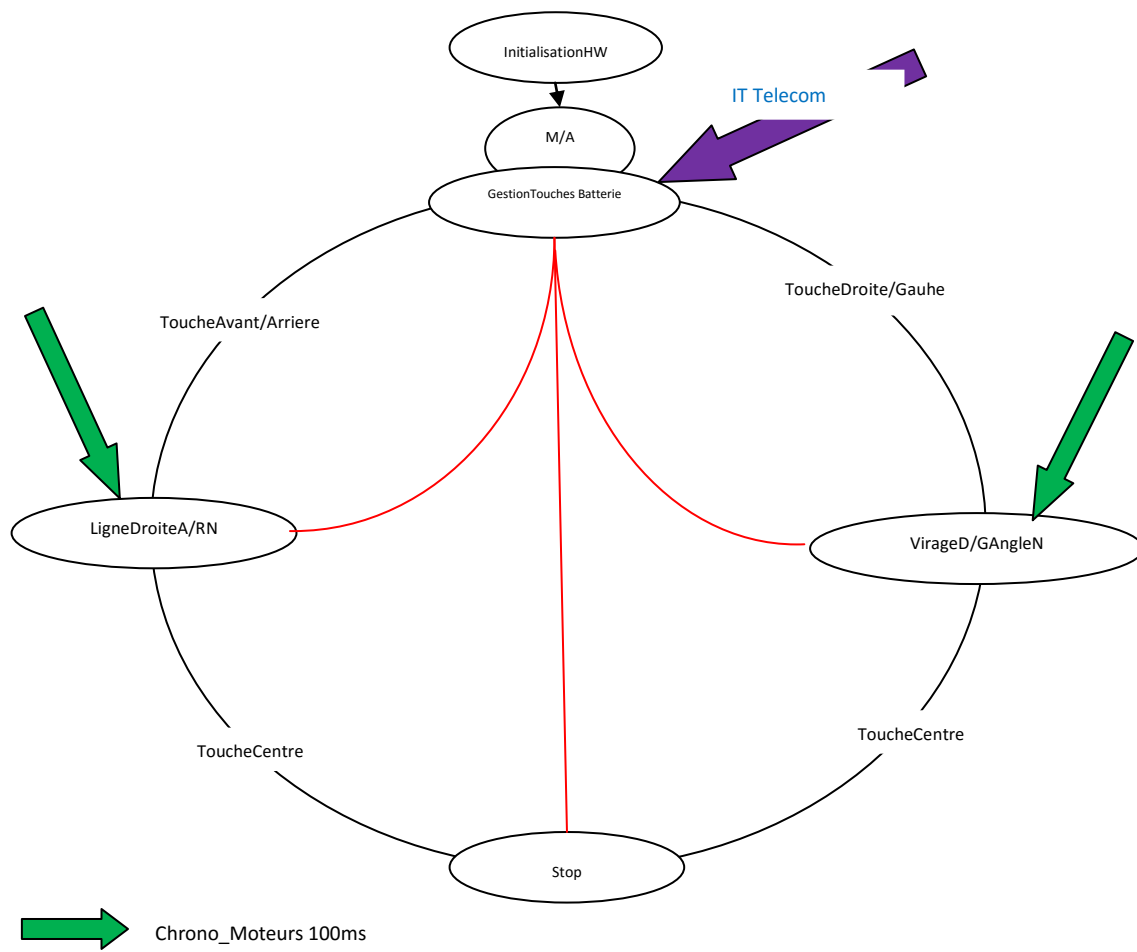 InitialisationHW
IT Telecom
M/A
GestionTouches Batterie
ToucheDroite/Gauhe
ToucheAvant/Arriere
LigneDroiteA/RN
VirageD/GAngleN
ToucheCentre
ToucheCentre
Stop
Chrono_Moteurs 100ms